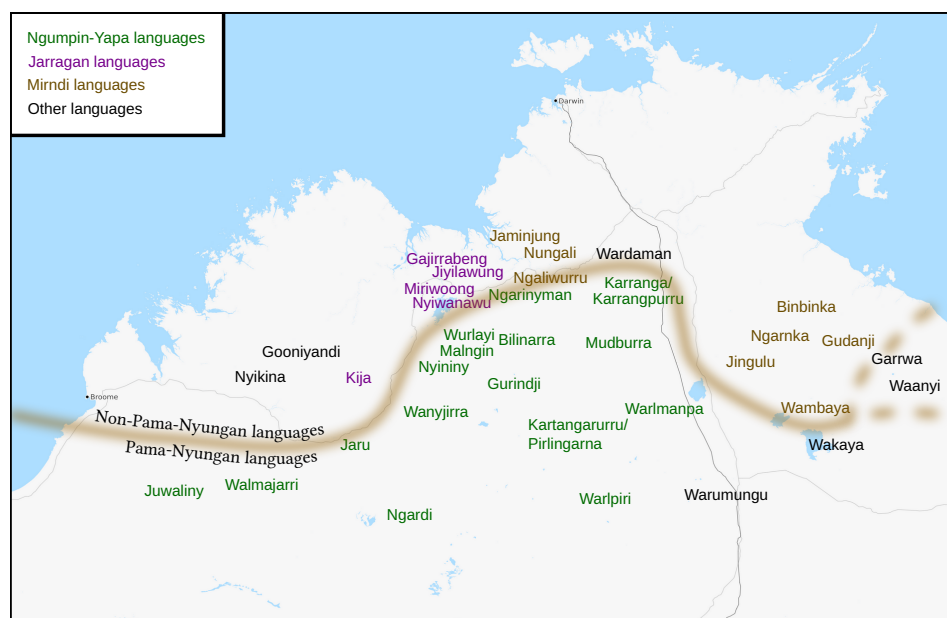 Ngumpin-Yapa languages
Jarragan languages
Mirndi languages
Other languages
Darwin
Jaminjung
Nungali
Wardaman
Gajirrabeng
Jiyilawung
Ngaliwurru
Miriwoong
Ngarinyman
Nyiwanawu
Karranga/
Karrangpurru
Binbinka
Wurlayi
Bilinarra
Malngin
Mudburra
Ngarnka
Gudanji
Gooniyandi
Nyininy
Jingulu
Garrwa
Nyikina
Kija
Gurindji
Waanyi
Broome
Wanyjirra
Warlmanpa
Wambaya
Non-Pama-Nyungan languages
Kartangarurru/
Pirlingarna
Jaru
Wakaya
Pama-Nyungan languages
Juwaliny
Walmajarri
Warlpiri
Warumungu
Ngardi